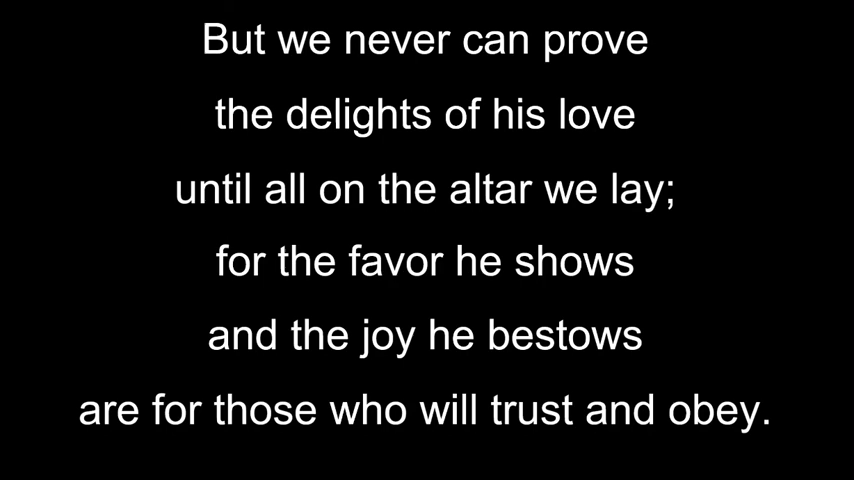 But we never can prove
the delights of his love
until all on the altar we lay;
for the favor he shows
and the joy he bestows
are for those who will trust and obey.